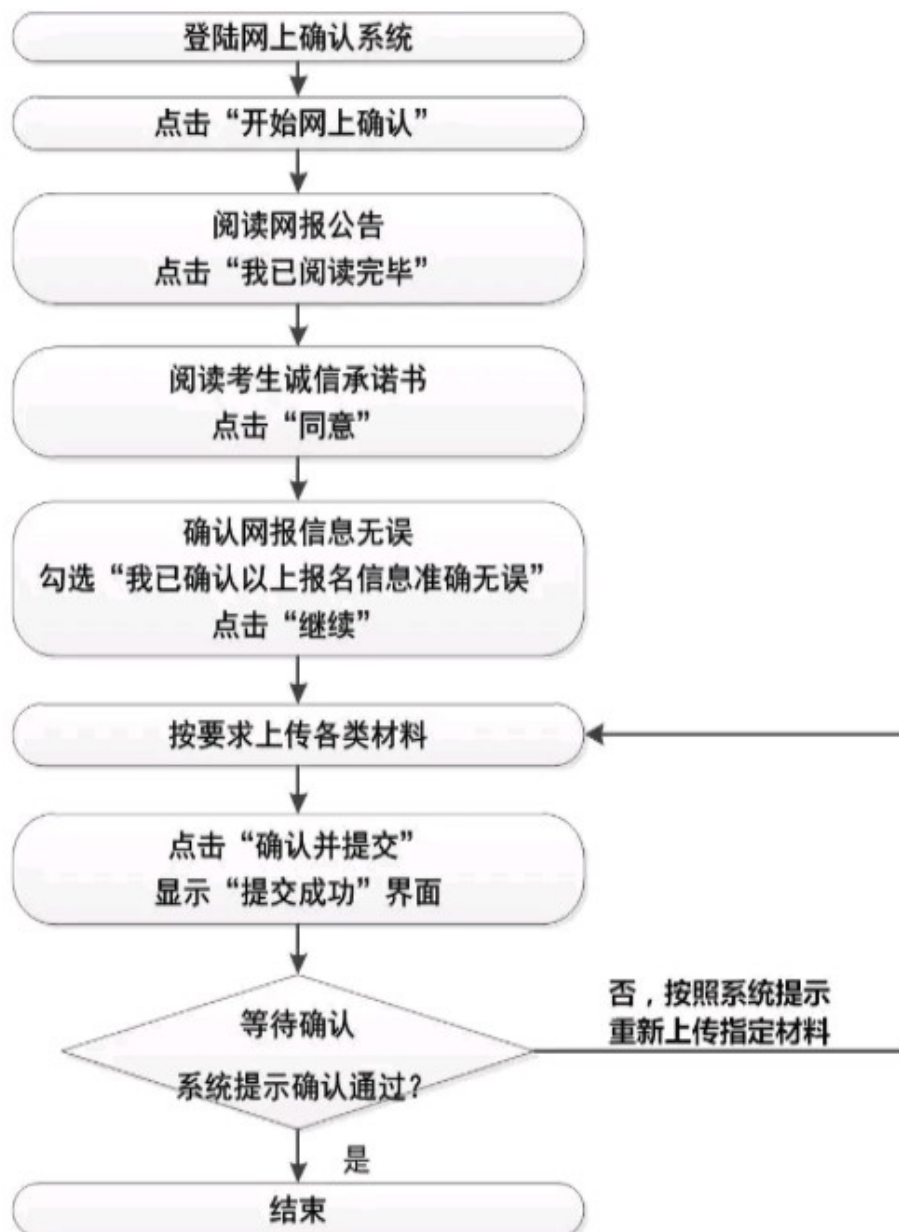 登陆网上确认系统
点击“开始网上确认”
阅读网报公告
点击“我已阅读完毕”
阅读考生诚信承诺书
点击“同意”
确认网报信息无误
勾选“我已确认以上报名信息准确无误”
点击“继续”
按要求上传各类材料
点击“确认并提交”
显示“提交成功”界面
等待确认
系统提示确认通过?
否，按照系统提示
重新上传指定材料
是
结束